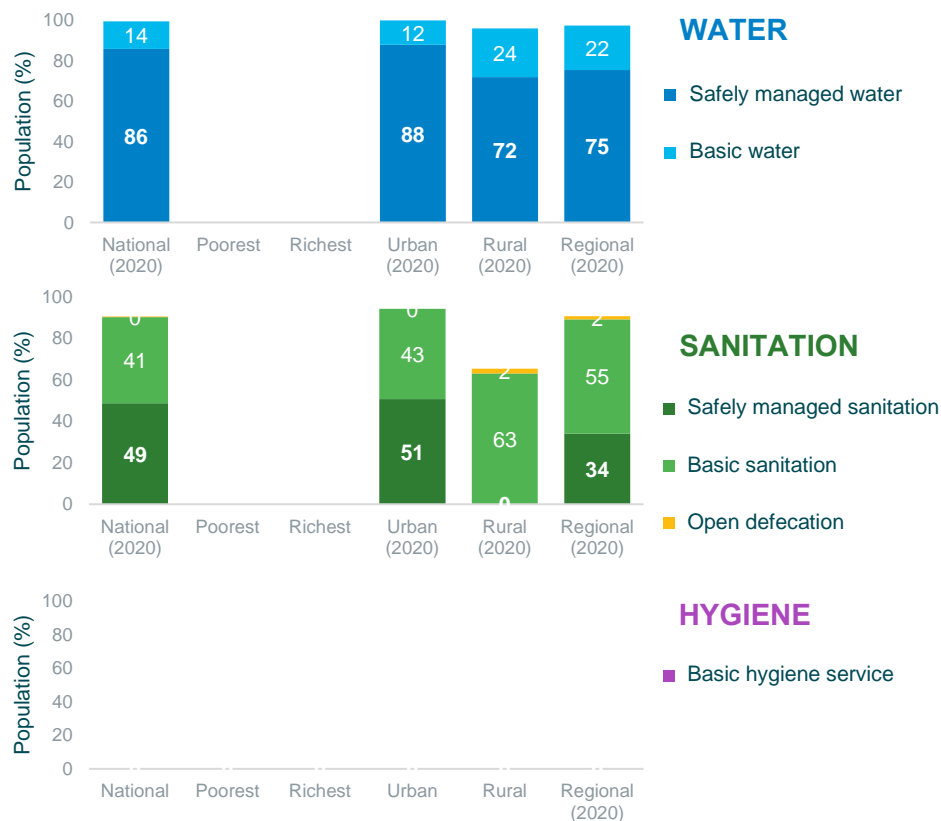 WATER
Population (%)
100
80
60
40
20
0
14
86
12
88
24
72
22
75
National
(2020)
Poorest
Richest
Urban
(2020)
Rural
(2020)
Regional
(2020)
Safely managed water
Basic water
SANITATION
Population (%)
100
80
60
40
20
0
0
41
49
0
43
51
2
63
0
2
55
34
National
(2020)
Poorest
Richest
Urban
(2020)
Rural
(2020)
Regional
(2020)
Safely managed sanitation
Basic sanitation
Open defecation
HYGIENE
Population (%)
100
80
60
40
20
0
National
Poorest
Richest
Urban
Rural
Regional
(2020)
Basic hygiene service